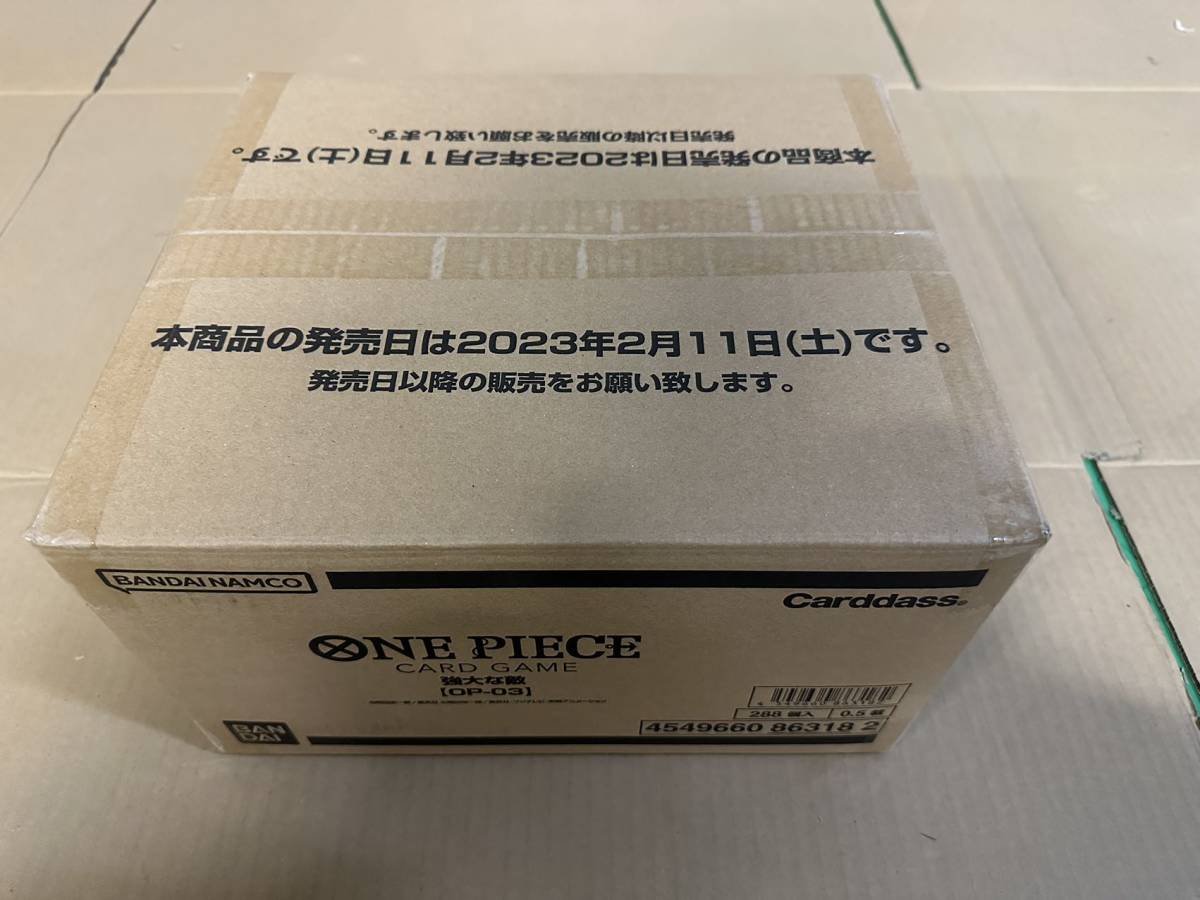 発売日以降の販売をお願い致します。
本商品の発売日は2023年2月11日(土)です。
本商品の発売日は2023年2月11日(土)です。
発売日以降の販売をお願い致します。
BANDAI NAMCO
Carddass
ONE PIECE
CARD GAME
強大な敵
【OP-03】
288 個入
0.5
4549660 86318 2
BAN
DAI